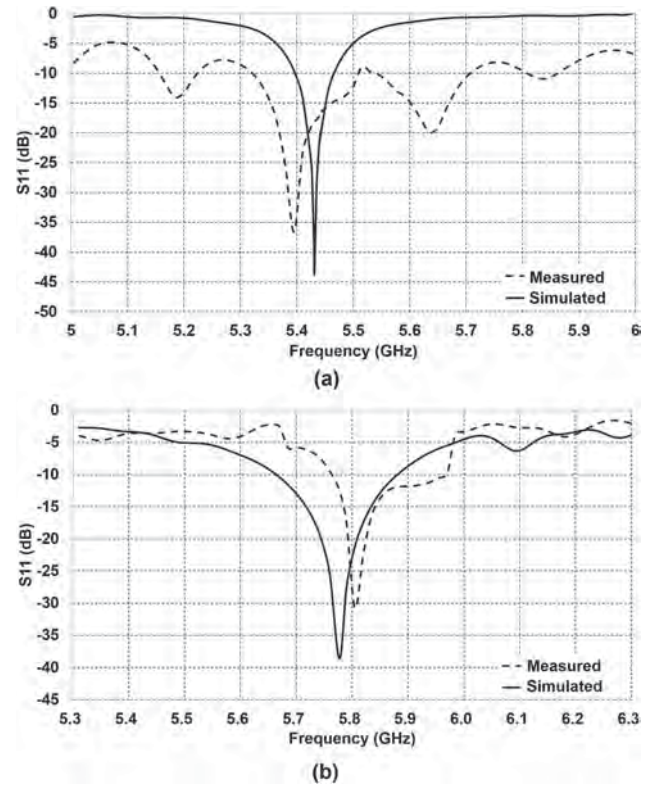 0
-5
-10
-15
-20
-25
-30
-35
-40
-45
-50
S11 (dB)
Measured
Simulated
5 5.1 5.2 5.3 5.4 5.5 5.6 5.7 5.8 5.9 6
Frequency (GHz)
(a)
0
-5
-10
-15
-20
-25
-30
-35
-40
-45
S11 (dB)
Measured
Simulated
5.3 5.4 5.5 5.6 5.7 5.8 5.9 6.0 6.1 6.2 6.3
Frequency (GHz)
(b)